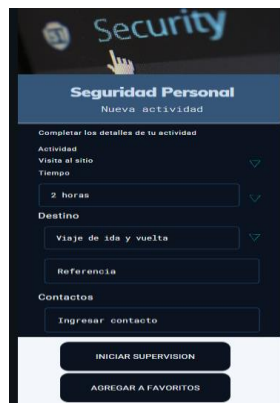 Security
Seguridad Personal
Nueva actividad
Completar los detalles de tu actividad
Actividad
Visita al sitio
Tiempo
2 horas
Destino
Viaje de ida y vuelta
Referencia
Contactos
Ingresar contacto
INICIAR SUPERVISION
AGREGAR A FAVORITOS